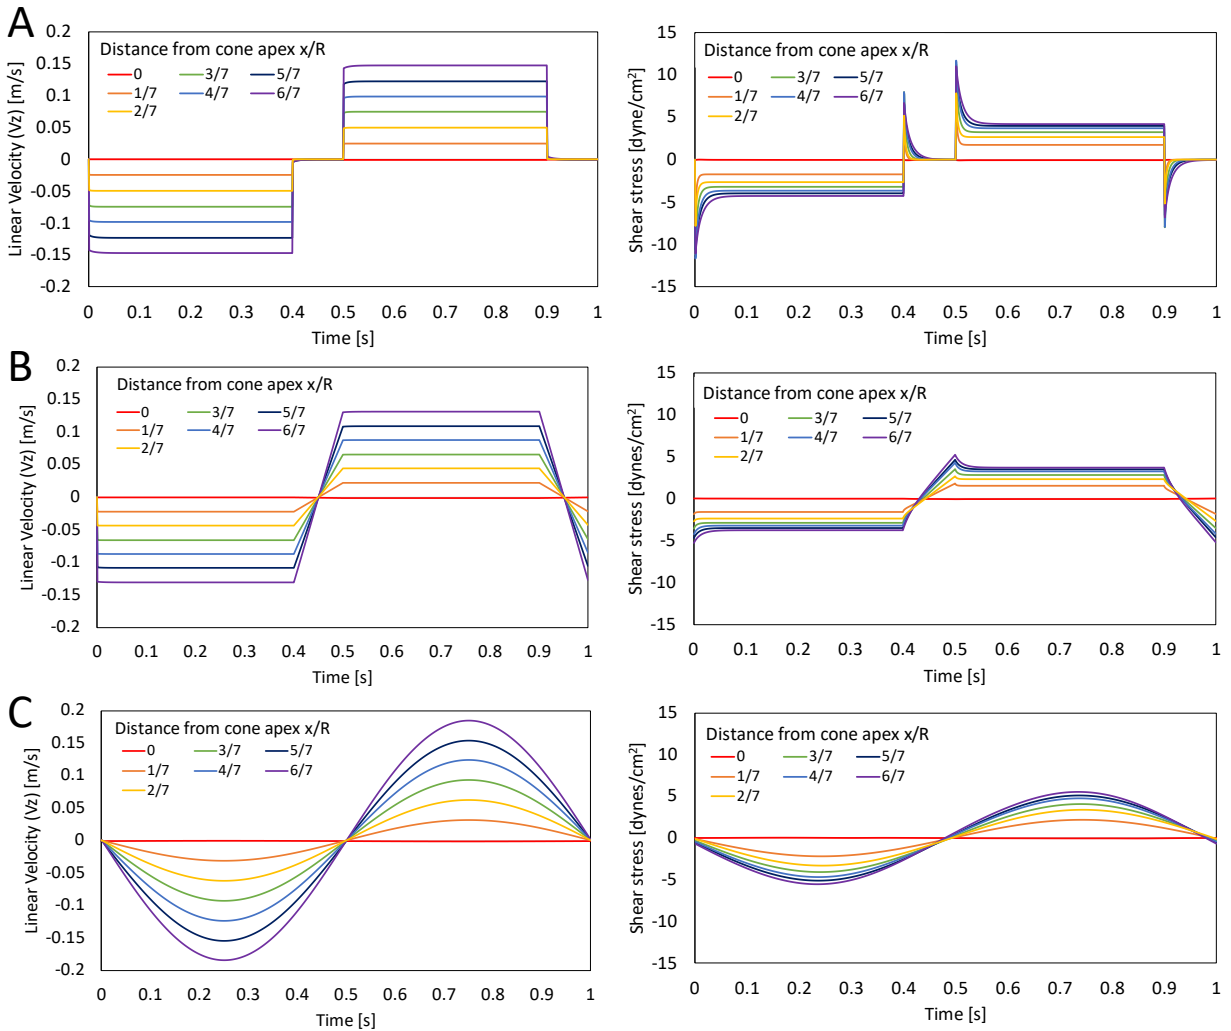 A
Linear Velocity (Vz) [m/s]
0.2
0.15
0.1
0.05
0
-0.05
-0.1
-0.15
-0.2
Distance from cone apex x/R
0 3/7 5/7
1/7 4/7 6/7
2/7
0 0.1 0.2 0.3 0.4 0.5 0.6 0.7 0.8 0.9 1
Time [s]
Shear stress [dyne/cm2]
15
10
5
0
-5
-10
-15
Distance from cone apex x/R
0 3/7 5/7
1/7 4/7 6/7
2/7
0 0.1 0.2 0.3 0.4 0.5 0.6 0.7 0.8 0.9 1
Time [s]
B
Linear Velocity (Vz) [m/s]
0.2
0.15
0.1
0.05
0
-0.05
-0.1
-0.15
-0.2
Distance from cone apex x/R
0 3/7 5/7
1/7 4/7 6/7
2/7
0 0.1 0.2 0.3 0.4 0.5 0.6 0.7 0.8 0.9 1
Time [s]
Shear stress [dynes/cm2]
15
10
5
0
-5
-10
-15
Distance from cone apex x/R
0 3/7 5/7
1/7 4/7 6/7
2/7
0 0.1 0.2 0.3 0.4 0.5 0.6 0.7 0.8 0.9 1
Time [s]
C
Linear Velocity (Vz) [m/s]
0.2
0.15
0.1
0.05
0
-0.05
-0.1
-0.15
-0.2
Distance from cone apex x/R
0 3/7 5/7
1/7 4/7 6/7
2/7
0 0.1 0.2 0.3 0.4 0.5 0.6 0.7 0.8 0.9 1
Time [s]
Shear stress [dynes/cm2]
15
10
5
0
-5
-10
-15
Distance from cone apex x/R
0 3/7 5/7
1/7 4/7 6/7
2/7
0 0.1 0.2 0.3 0.4 0.5 0.6 0.7 0.8 0.9 1
Time [s]